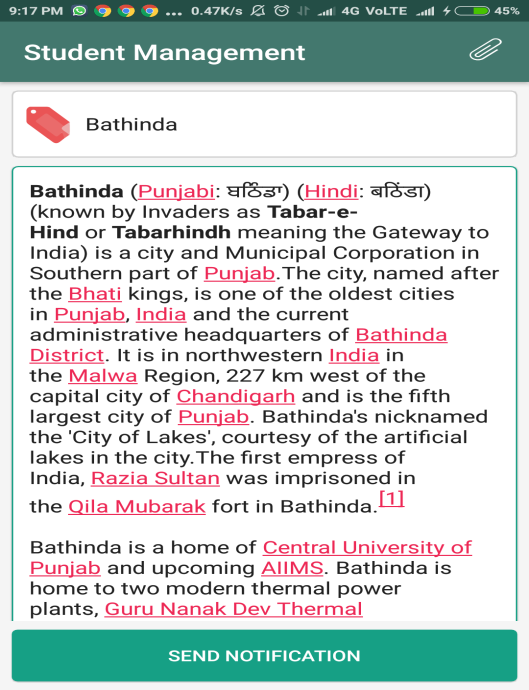 9:17 PM ... 0.47K/s 4G VoLTE 45%
Student Management
Bathinda
Bathinda (Punjabi: ਬਠਿੰਡਾ) (Hindi: बठिंडा)
(known by Invaders as Tabar-e-
Hind or Tabarhindh meaning the Gateway to
India) is a city and Municipal Corporation in
Southern part of Punjab.The city, named after
the Bhati kings, is one of the oldest cities
in Punjab, India and the current
administrative headquarters of Bathinda
District. It is in northwestern India in
the Malwa Region, 227 km west of the
capital city of Chandigarh and is the fifth
largest city of Punjab. Bathinda's nicknamed
the 'City of Lakes', courtesy of the artificial
lakes in the city.The first empress of
India, Razia Sultan was imprisoned in
the Qila Mubarak fort in Bathinda.[1]
Bathinda is a home of Central University of
Punjab and upcoming AIIMS. Bathinda is
home to two modern thermal power
plants, Guru Nanak Dev Thermal
SEND NOTIFICATION